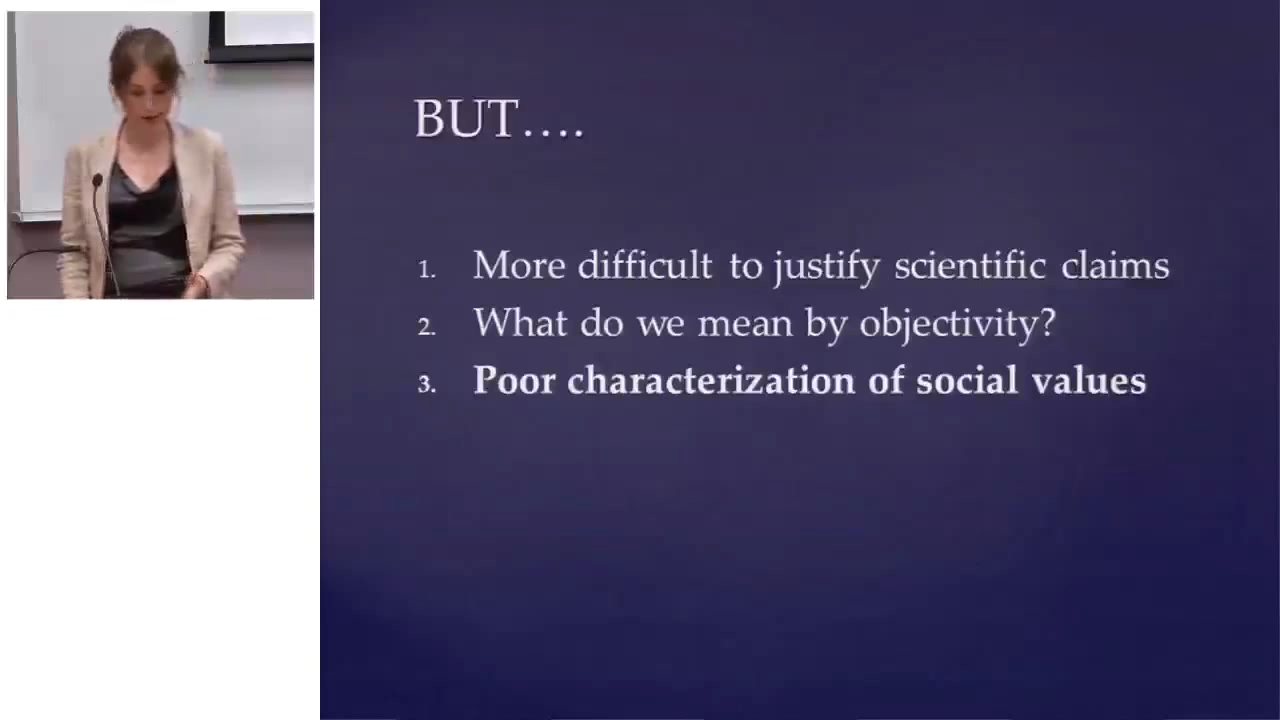 BUT….
1. More difficult to justify scientific claims
2. What do we mean by objectivity?
3. Poor characterization of social values